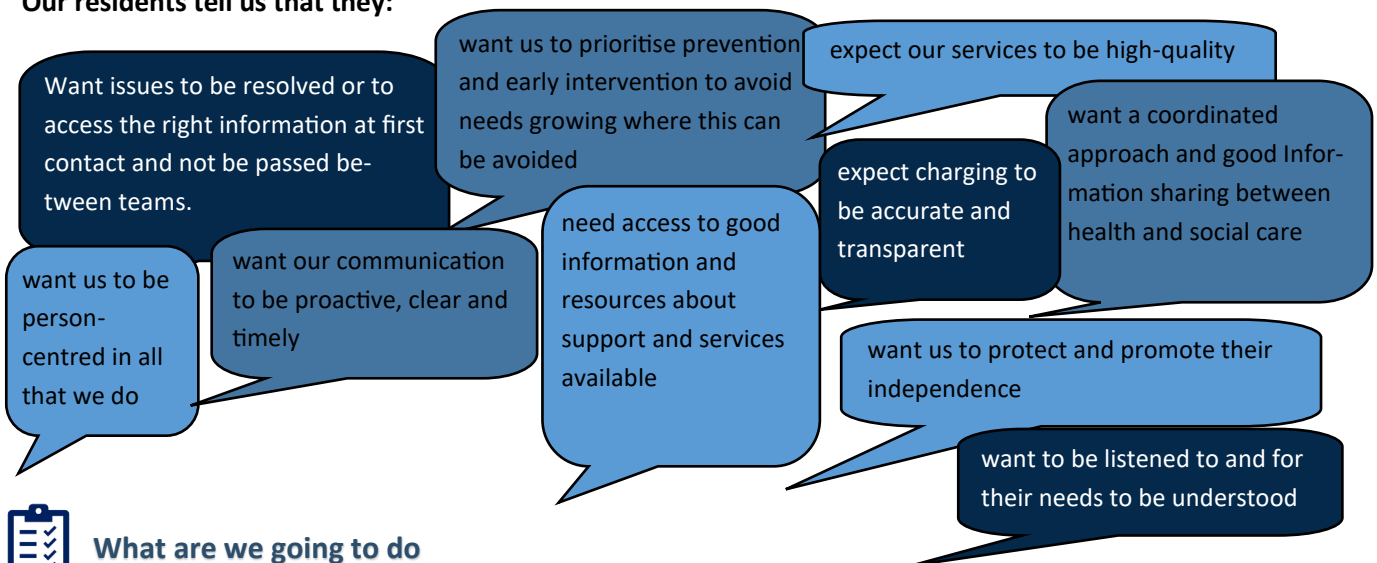 Our residents tell us that they:
Want issues to be resolved or to
access the right information at first
contact and not be passed be-
tween teams.
want us to prioritise prevention
and early intervention to avoid
needs growing where this can
be avoided
expect our services to be high-quality
want a coordinated
approach and good Infor-
mation sharing between
health and social care
expect charging to
be accurate and
transparent
need access to good
information and
resources about
support and services
available
want our communication
to be proactive, clear and
timely
want us to be
person-
centred in all
that we do
want us to protect and promote their
independence
want to be listened to and for
their needs to be understood
What are we going to do